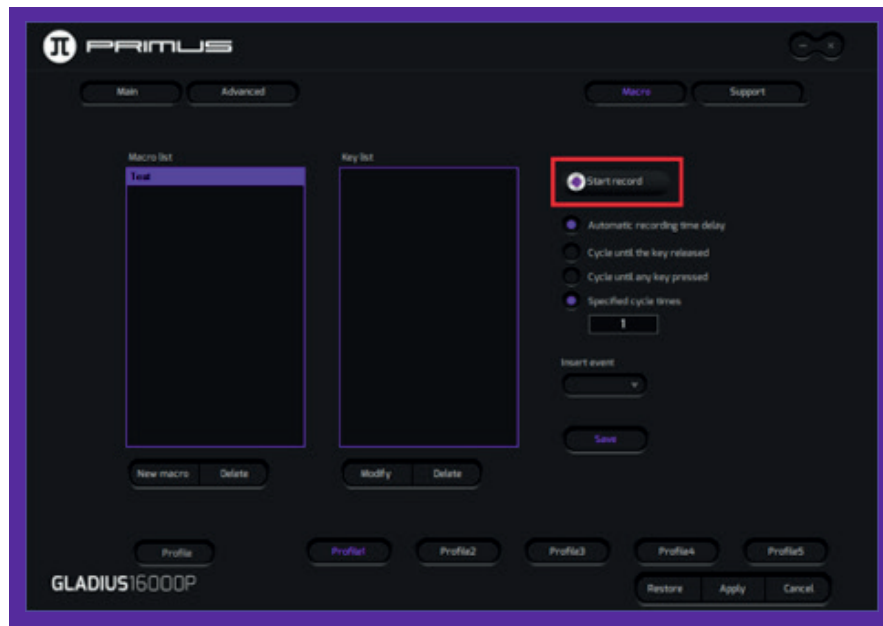 PRIMUS
Main Advanced Macro Support
Macro list Key list
Test
Start record
Automatic recording time delay
Cycle until the key released
Cycle until any key pressed
Specified cycle times
1
Insert event
Save
New macro Delete Modify Delete
Profile Profile1 Profile2 Profile3 Profile4 Profile5
GLADIUS16000P
Restore Apply Cancel